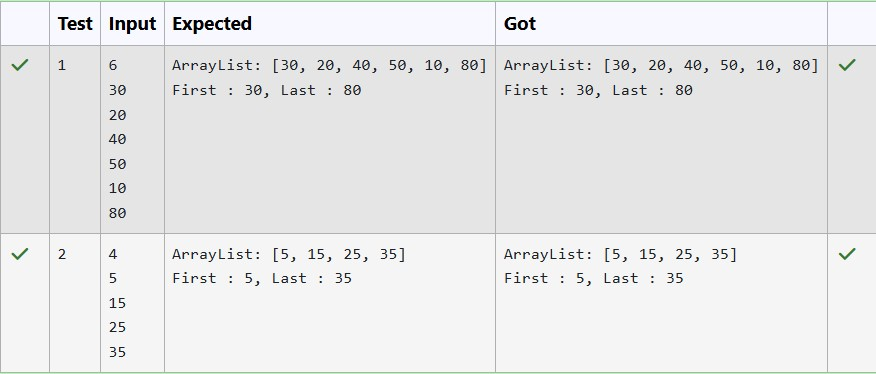 Test Input Expected Got
1 6 ArrayList: [30, 20, 40, 50, 10, 80] ArrayList: [30, 20, 40, 50, 10, 80]
30 First : 30, Last : 80 First : 30, Last : 80
20
40
50
10
80
2 4 ArrayList: [5, 15, 25, 35] ArrayList: [5, 15, 25, 35]
5 First : 5, Last : 35 First : 5, Last : 35
15
25
35